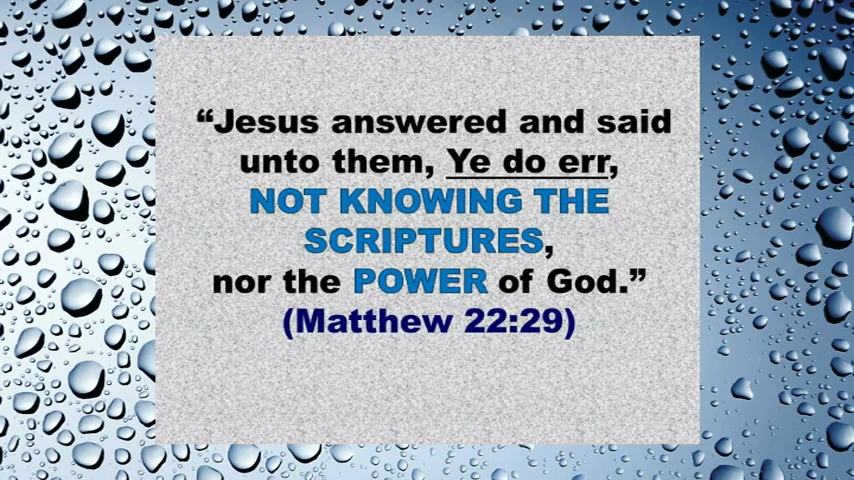 “Jesus answered and said
unto them, Ye do err,
NOT KNOWING THE
SCRIPTURES,
nor the POWER of God.”
(Matthew 22:29)